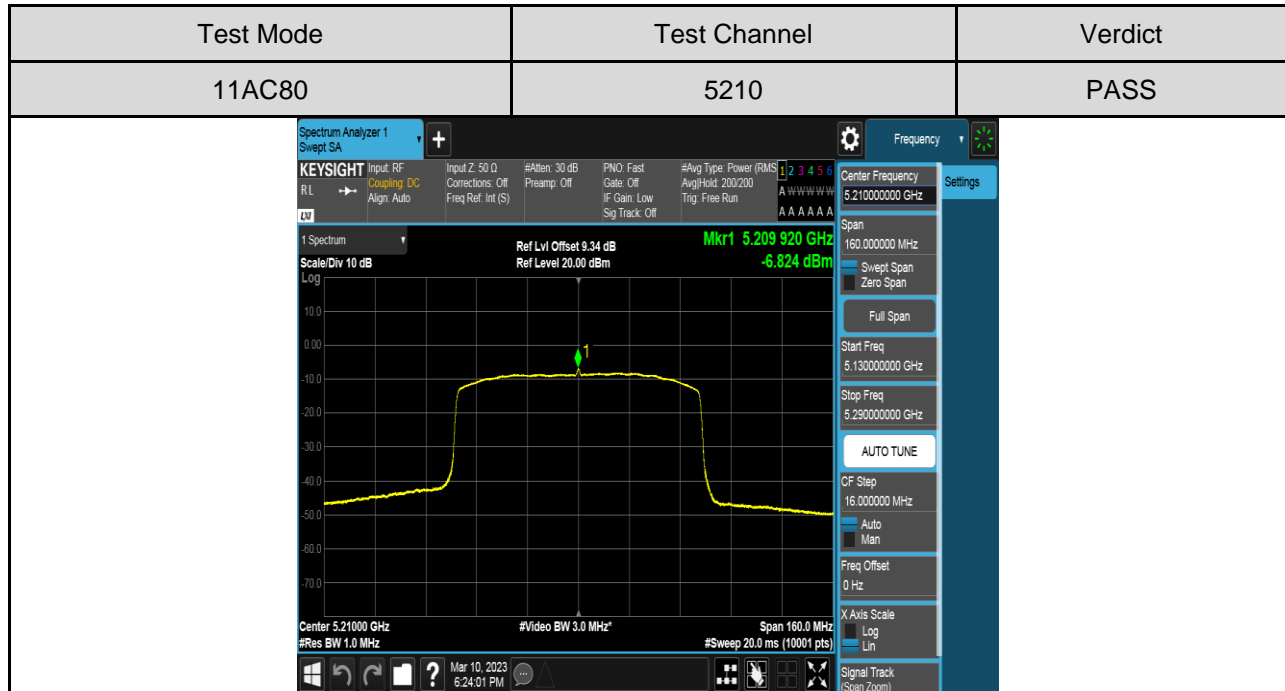 Test Mode Test Channel Verdict
11AC80 5210 PASS
Spectrum Analyzer 1
Swept SA
+
Frequency
KEYSIGHT Input: RF Input Z: 50 Ω #Atten: 30 dB PNO: Fast #Avg Type: Power (RMS 1 2 3 4 5 6
RL Coupling: DC Corrections: Off Preamp: Off Gate: Off Avg|Hold: 200/200 A W W W W W
Align: Auto Freq Ref: Int (S) IF Gain: Low Trig: Free Run
LXI Sig Track: Off A A A A A A
1 Spectrum Ref Lvl Offset 9.34 dB Mkr1 5.209 920 GHz
Scale/Div 10 dB Ref Level 20.00 dBm -6.824 dBm
Log
10.0
0.00
1
-10.0
-20.0
-30.0
-40.0
-50.0
-60.0
-70.0
Center 5.21000 GHz #Video BW 3.0 MHz* Span 160.0 MHz
#Res BW 1.0 MHz #Sweep 20.0 ms (10001 pts)
? Mar 10, 2023
6:24:01 PM
Center Frequency
5.210000000 GHz
Settings
Span
160.000000 MHz
Swept Span
Zero Span
Full Span
Start Freq
5.130000000 GHz
Stop Freq
5.290000000 GHz
AUTO TUNE
CF Step
16.000000 MHz
Auto
Man
Freq Offset
0 Hz
X Axis Scale
Log
Lin
Signal Track
(Span Zoom)